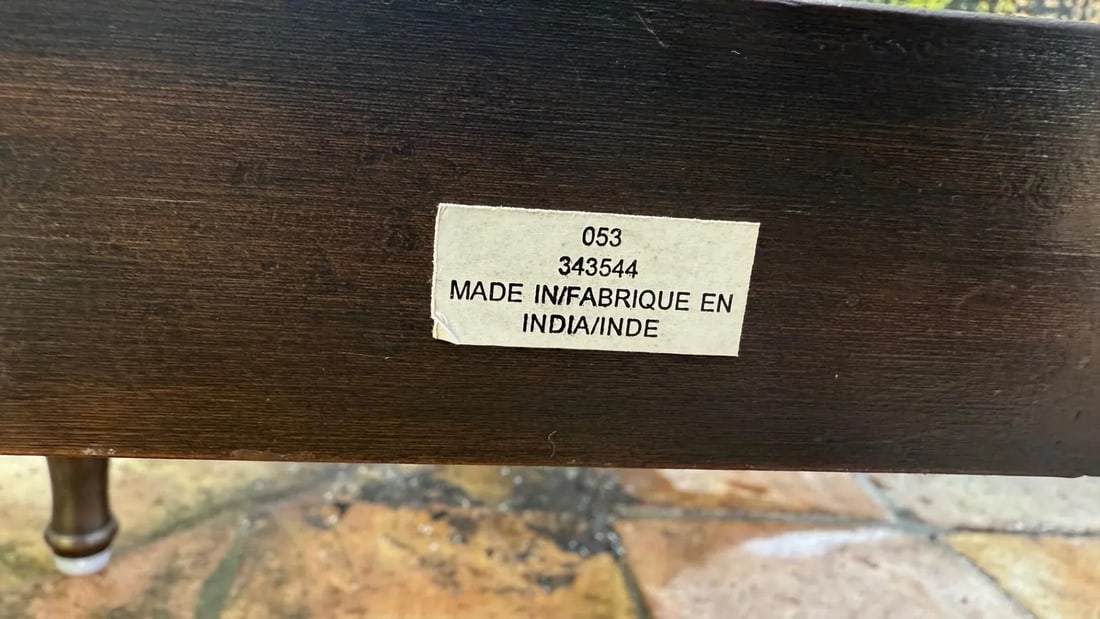 053
343544
MADE IN/FABRIQUE EN
INDIA/INDE